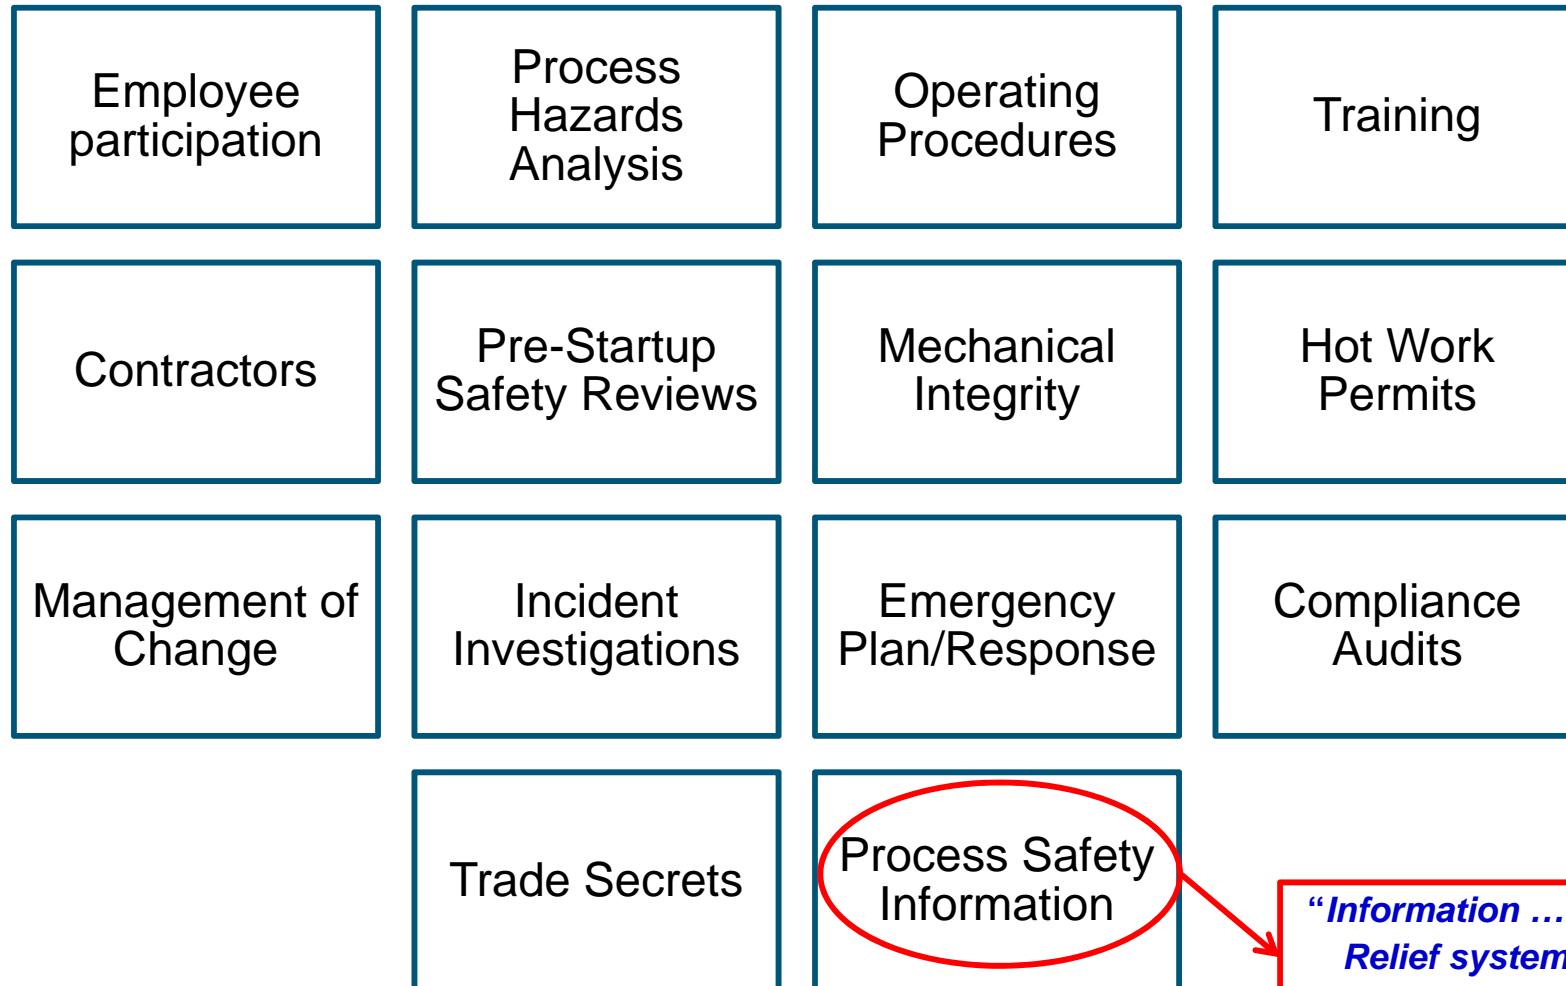 Employee
participation
Process
Hazards
Analysis
Operating
Procedures
Training
Contractors
Pre-Startup
Safety Reviews
Mechanical
Integrity
Hot Work
Permits
Management of
Change
Incident
Investigations
Emergency
Plan/Response
Compliance
Audits
Trade Secrets
Process Safety
Information
“Information …
Relief system